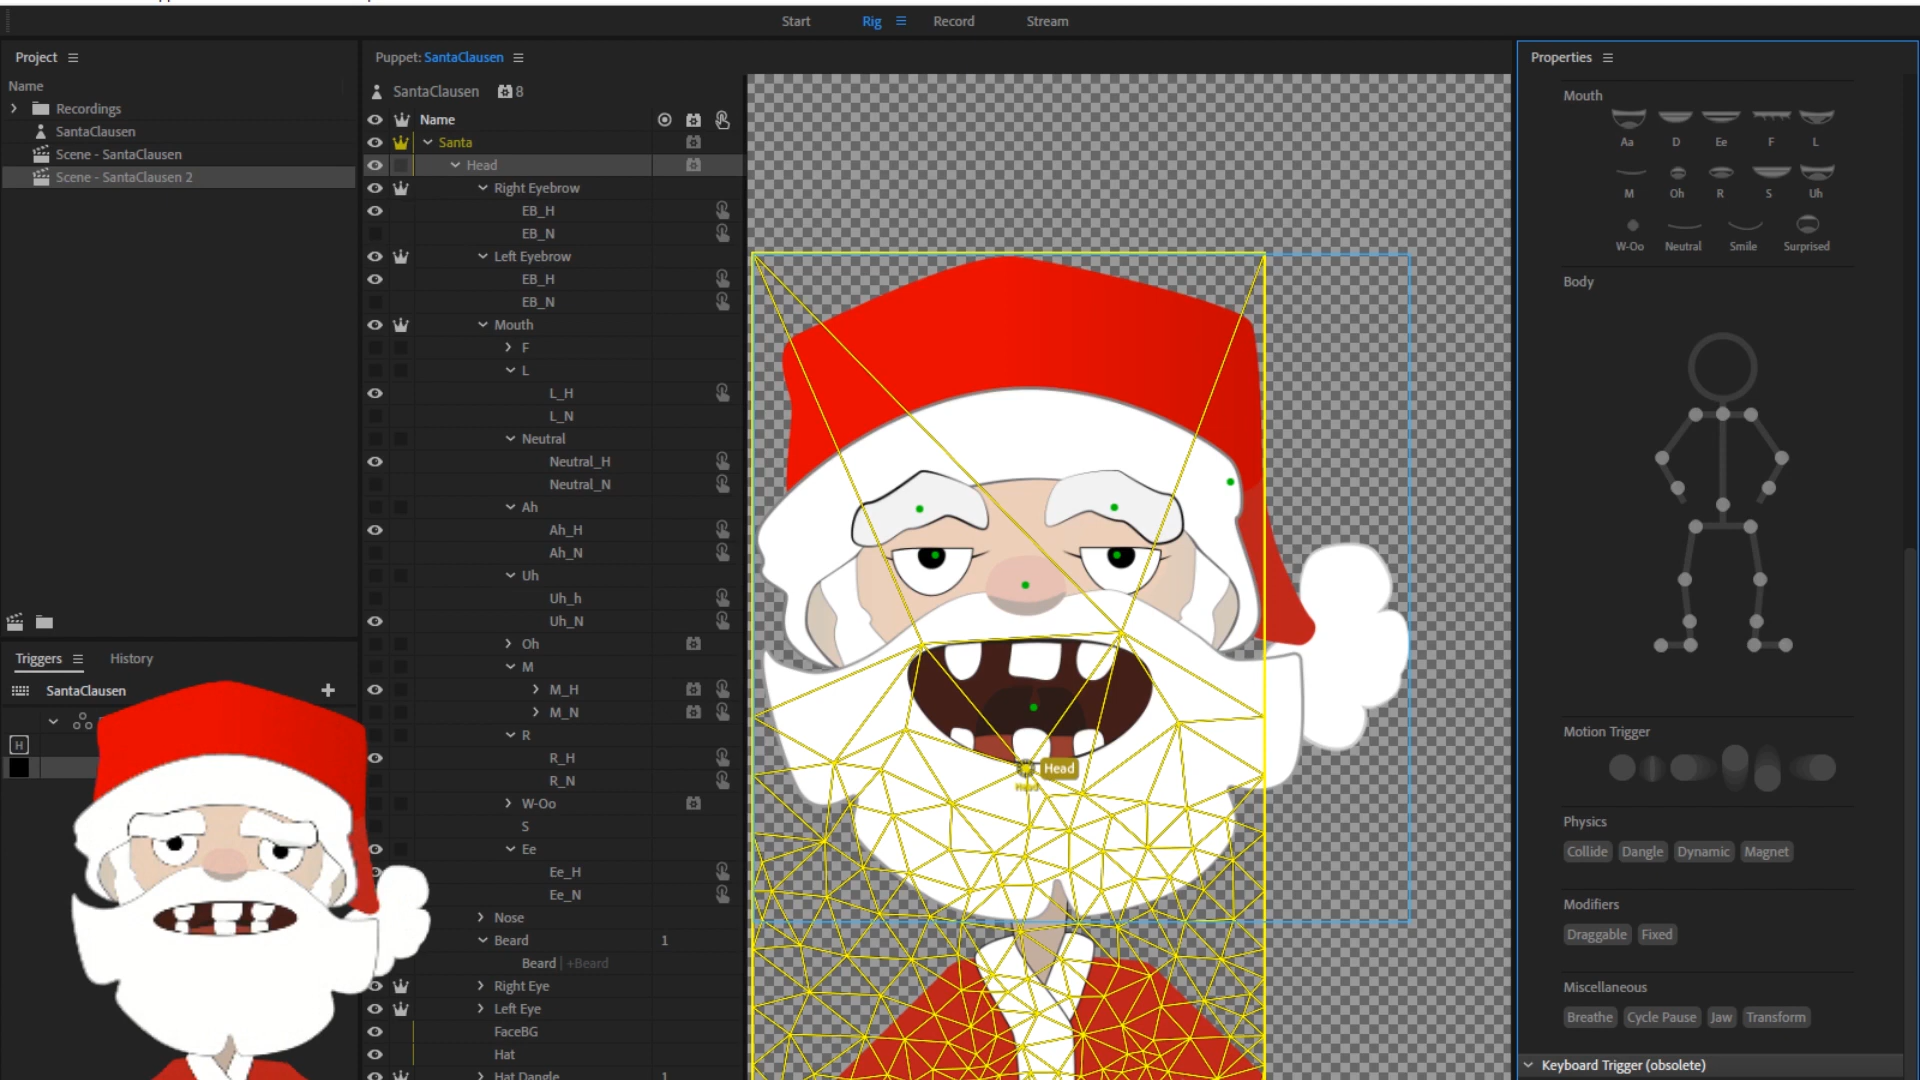 Start
Rig
Record
Stream
Project
Name
Recordings
SantaClausen
Scene - SantaClausen
Scene - SantaClausen 2
Triggers
History
SantaClausen
H
Puppet: SantaClausen
SantaClausen 8
Name
Santa
Head
Right Eyebrow
EB_H
EB_N
Left Eyebrow
EB_H
EB_N
Mouth
F
L
L_H
L_N
Neutral
Neutral_H
Neutral_N
Ah
Ah_H
Ah_N
Uh
Uh_h
Uh_N
Oh
M
M_H
M_N
R
R_H
R_N
W-Oo
S
Ee
Ee_H
Ee_N
Nose
Beard 1
Beard | +Beard
Right Eye
Left Eye
FaceBG
Hat
Hat Dangle 1
Head
Head
Properties
Mouth
Aa D Ee F L
M Oh R S Uh
W-Oo Neutral Smile Surprised
Body
Motion Trigger
Physics
Collide Dangle Dynamic Magnet
Modifiers
Draggable Fixed
Miscellaneous
Breathe Cycle Pause Jaw Transform
Keyboard Trigger (obsolete)